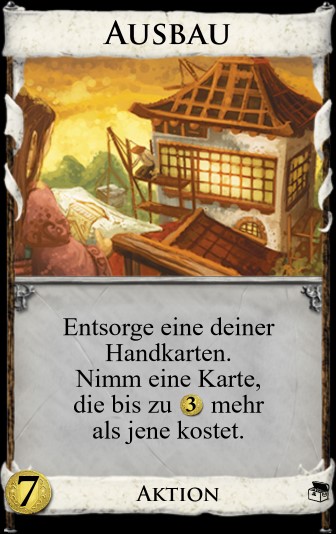 AUSBAU
Entsorge eine deiner
Handkarten.
Nimm eine Karte,
die bis zu 3 mehr
als jene kostet.
7 AKTION